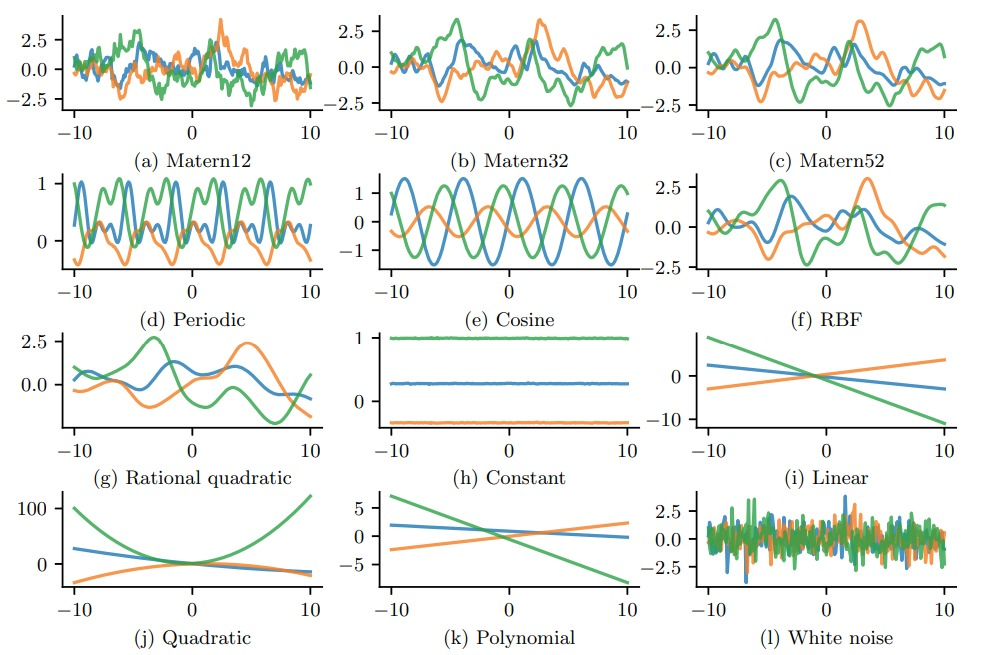 2.5
0.0
−2.5
−10 0 10
(a) Matern12
2.5
0.0
−2.5
−10 0 10
(b) Matern32
2.5
0.0
−2.5
−10 0 10
(c) Matern52
1
0
−10 0 10
(d) Periodic
1
0
−1
−10 0 10
(e) Cosine
2.5
0.0
−2.5
−10 0 10
(f) RBF
2.5
0.0
−10 0 10
(g) Rational quadratic
1
0
−10 0 10
(h) Constant
0
−10
−10 0 10
(i) Linear
100
0
−10 0 10
(j) Quadratic
5
0
−5
−10 0 10
(k) Polynomial
2.5
0.0
−2.5
−10 0 10
(l) White noise